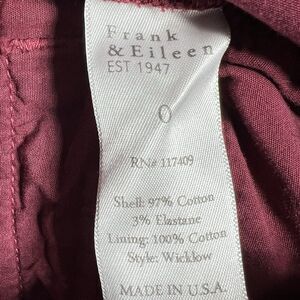 Frank
& Eileen
EST 1947
0
RN# 117409
Shell: 97% Cotton
3% Elastane
Lining: 100% Cotton
Style: Wicklow
MADE IN U.S.A.